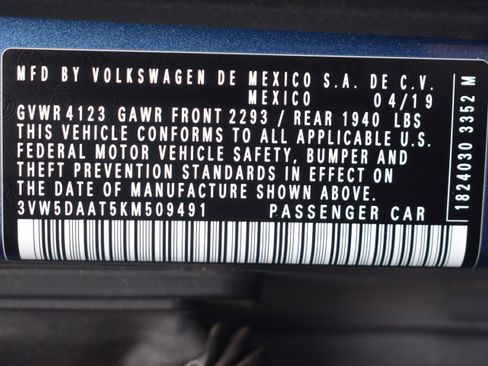 MFD BY VOLKSWAGEN DE MEXICO S.A. DE C.V.
MEXICO 04/19
GVWR 4123 GAWR FRONT 2293 / REAR 1940 LBS
THIS VEHICLE CONFORMS TO ALL APPLICABLE U.S.
FEDERAL MOTOR VEHICLE SAFETY, BUMPER AND
THEFT PREVENTION STANDARDS IN EFFECT ON
THE DATE OF MANUFACTURE SHOWN ABOVE.
3VW5DAAT5KM509491 PASSENGER CAR
1824030 3352 M